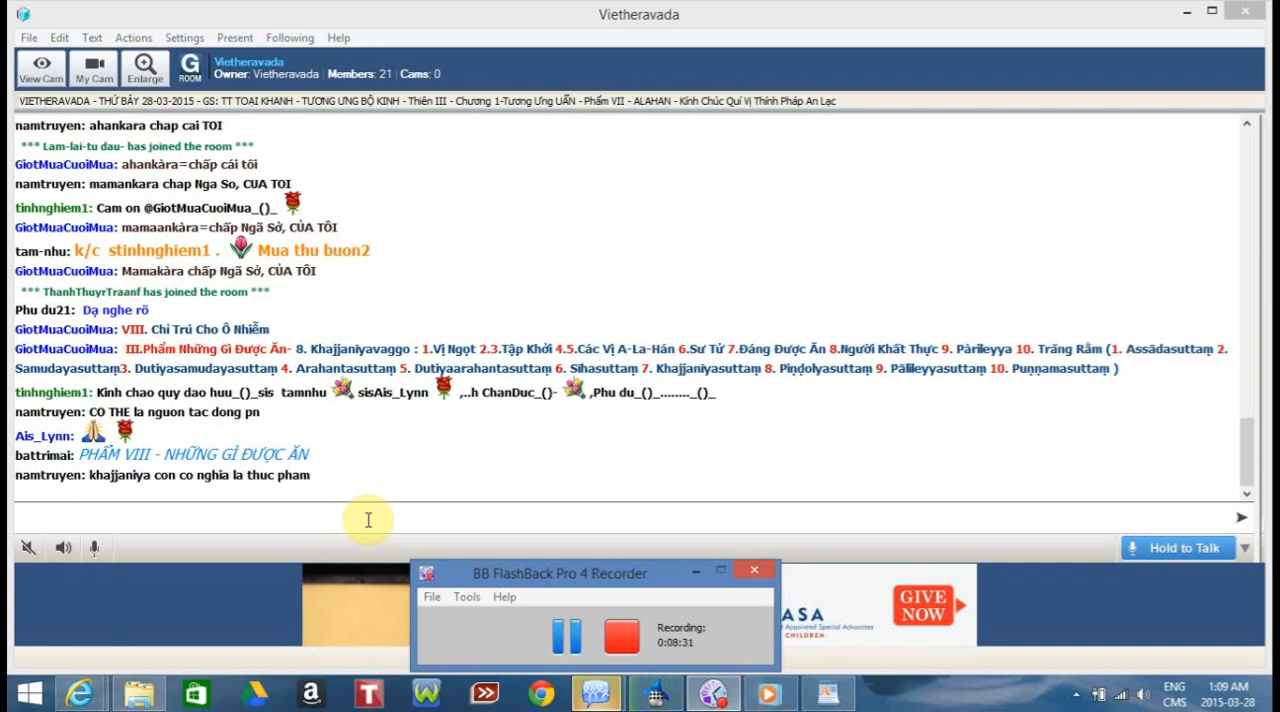 Vietheravada
File Edit Text Actions Settings Present Following Help
View Cam My Cam Enlarge G ROOM Vietheravada
Owner: Vietheravada Members: 21 Cams: 0
VIETHERAVADA - THỨ BẢY 28-03-2015 - GS: TT TOẠI KHANH - TƯƠNG ƯNG BỘ KINH - Thiên III - Chương 1-Tương Ưng UẨN - Phẩm VII - ALAHAN - Kính Chúc Quí Vị Thính Pháp An Lạc
namtruyen: ahankara chap cai TOI
*** Lam-lai-tu dau- has joined the room ***
GiotMuaCuoiMua: ahankàra=chấp cái tôi
namtruyen: mamankara chap Nga So, CUA TOI
tinhnghiem1: Cam on @GiotMuaCuoiMua_()_
GiotMuaCuoiMua: mamaankàra=chấp Ngã Sở, CỦA TÔI
tam-nhu: k/c stinhnghiem1 . Mua thu buon2
GiotMuaCuoiMua: Mamakàra chấp Ngã Sở, CỦA TÔI
*** ThanhThuyrTraanf has joined the room ***
Phu du21: Dạ nghe rõ
GiotMuaCuoiMua: VIII. Chi Trú Cho Ô Nhiễm
GiotMuaCuoiMua: III.Phẩm Những Gì Được Ăn- 8. Khajjaniyavaggo : 1.Vị Ngọt 2.3.Tập Khởi 4.5.Các Vị A-La-Hán 6.Sư Tử 7.Đáng Được Ăn 8.Người Khất Thực 9. Pàrileyya 10. Trăng Rằm (1. Assādasuttaṃ 2.
Samudayasuttaṃ3. Dutiyasamudayasuttaṃ 4. Arahantasuttaṃ 5. Dutiyaarahantasuttaṃ 6. Sīhasuttaṃ 7. Khajjaniyasuttaṃ 8. Piṇḍolyasuttaṃ 9. Pālileyyasuttaṃ 10. Puṇṇamasuttaṃ )
tinhnghiem1: Kinh chao quy dao huu_()_sis tamnhu sisAis_Lynn ,..h ChanDuc_()- ,Phu du_()_........_()_
namtruyen: CO THE la nguon tac dong pn
Ais_Lynn:
battrimai: PHẨM VIII - NHỮNG GÌ ĐƯỢC ĂN
namtruyen: khajjaniya con co nghia la thuc pham
Hold to Talk
BB FlashBack Pro 4 Recorder
File Tools Help
Recording:
0:08:31
ASA
Appointed Special Advocates
CHILDREN
GIVE
NOW
ENG 1:09 AM
CMS 2015-03-28